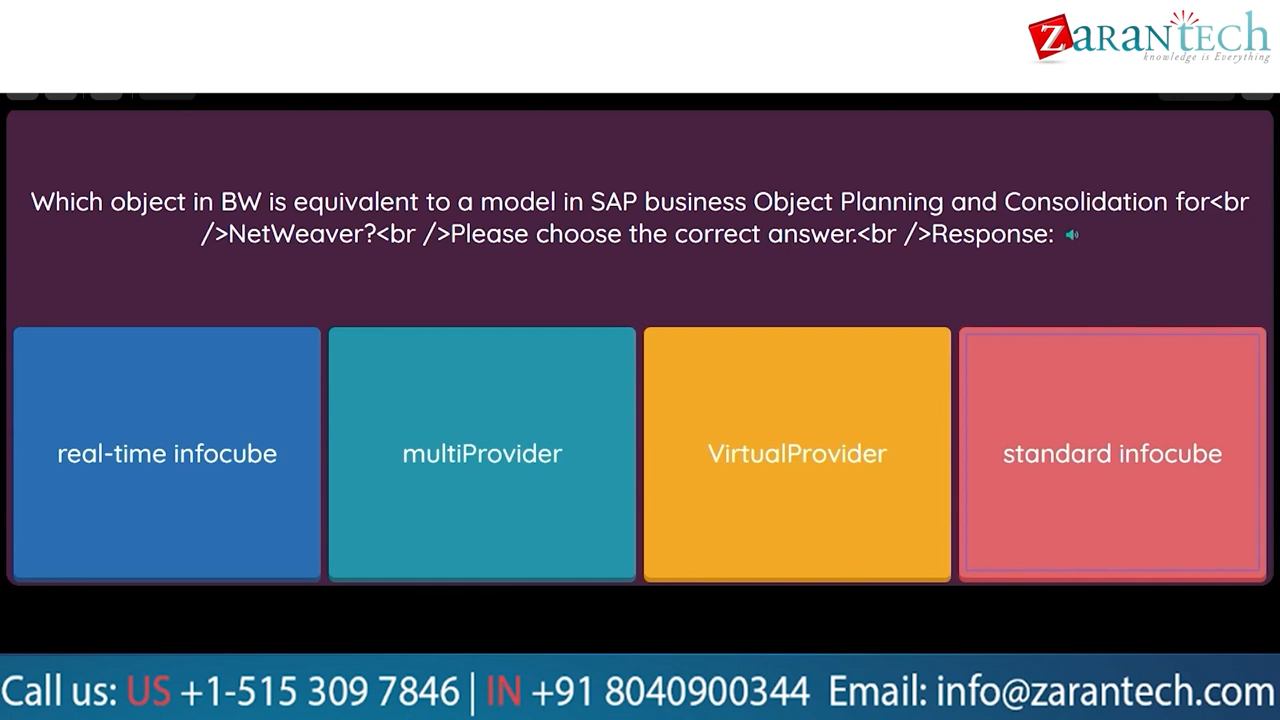 ZARANTECH
knowledge is Everything
Which object in BW is equivalent to a model in SAP business Object Planning and Consolidation for<br
/>NetWeaver?<br />Please choose the correct answer.<br />Response:
real-time infocube
multiProvider
VirtualProvider
standard infocube
Call us: US +1-515 309 7846 | IN +91 8040900344 Email: info@zarantech.com